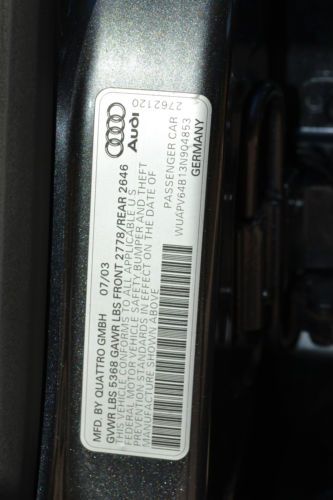 Audi
2762120
MFD. BY QUATTRO GMBH 07/03
GVWR LBS 5368 GAWR LBS FRONT 2778/REAR 2646
THIS VEHICLE CONFORMS TO ALL APPLICABLE U.S.
FEDERAL MOTOR VEHICLE SAFETY, BUMPER AND THEFT
PREVENTION STANDARDS IN EFFECT ON THE DATE OF
MANUFACTURE SHOWN ABOVE
PASSENGER CAR
WUAPV64B13N904853
GERMANY